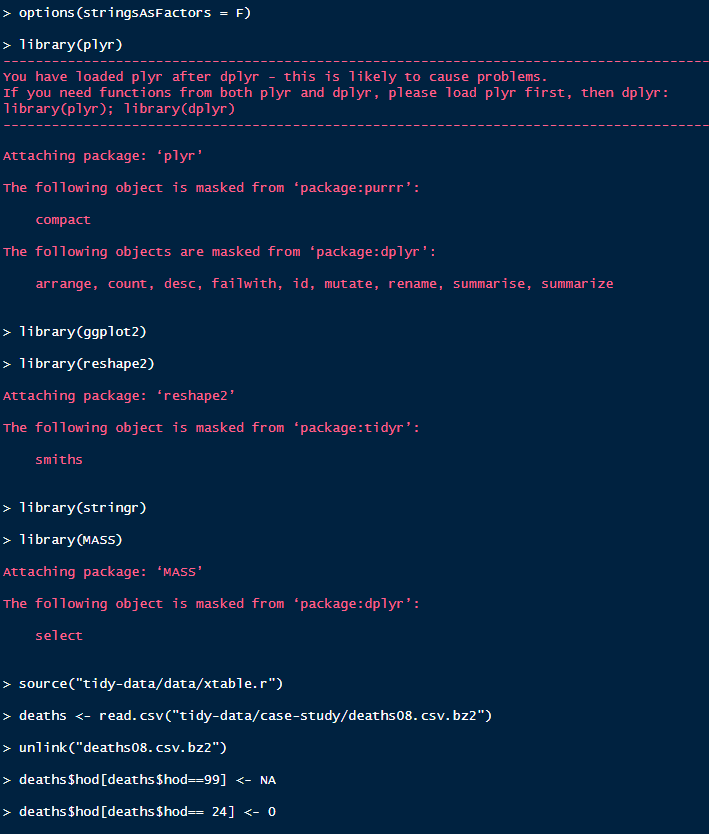 > options(stringsAsFactors = F)
> library(plyr)
----------------------------------------------------------------------------------------
You have loaded plyr after dplyr - this is likely to cause problems.
If you need functions from both plyr and dplyr, please load plyr first, then dplyr:
library(plyr); library(dplyr)
----------------------------------------------------------------------------------------
Attaching package: ‘plyr’
The following object is masked from ‘package:purrr’:
compact
The following objects are masked from ‘package:dplyr’:
arrange, count, desc, failwith, id, mutate, rename, summarise, summarize
> library(ggplot2)
> library(reshape2)
Attaching package: ‘reshape2’
The following object is masked from ‘package:tidyr’:
smiths
> library(stringr)
> library(MASS)
Attaching package: ‘MASS’
The following object is masked from ‘package:dplyr’:
select
> source("tidy-data/data/xtable.r")
> deaths <- read.csv("tidy-data/case-study/deaths08.csv.bz2")
> unlink("deaths08.csv.bz2")
> deaths$hod[deaths$hod==99] <- NA
> deaths$hod[deaths$hod== 24] <- 0